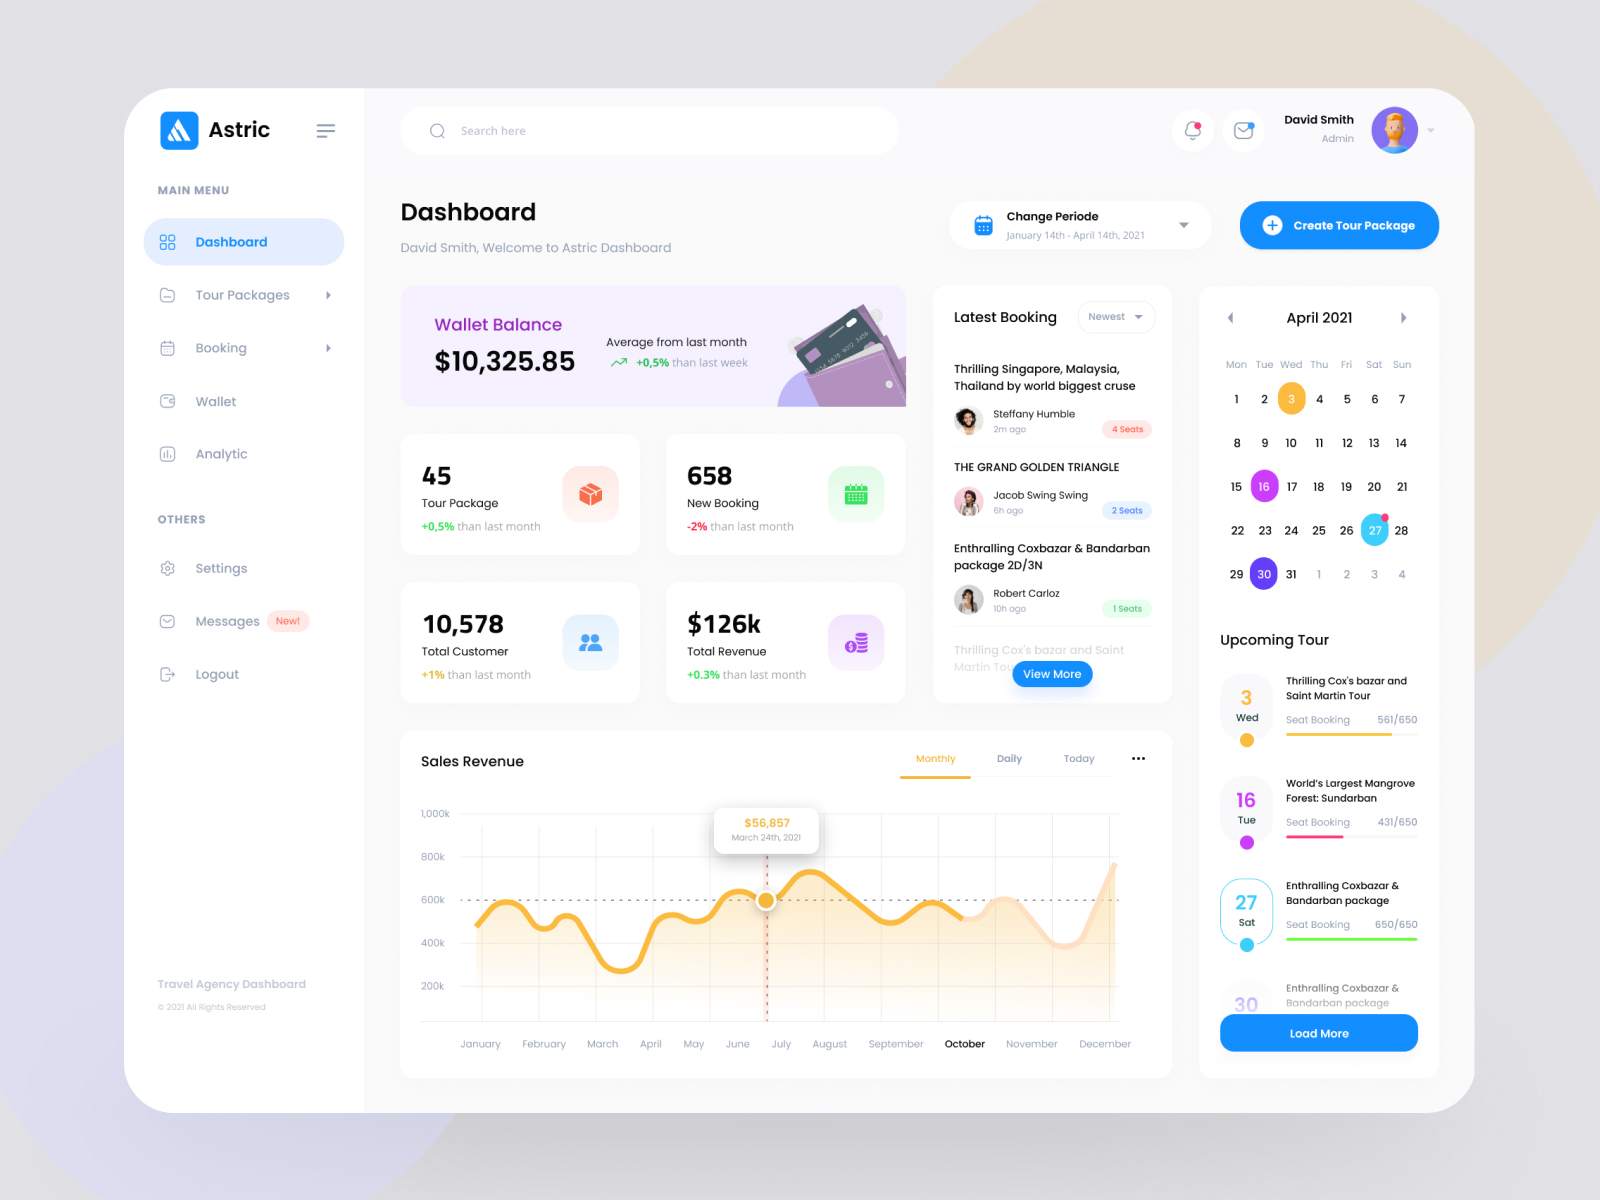 Astric
MAIN MENU
Dashboard
Tour Packages
Booking
Wallet
Analytic
OTHERS
Settings
Messages New!
Logout
Travel Agency Dashboard
© 2021 All Rights Reserved
Search here
David Smith
Admin
Dashboard
David Smith, Welcome to Astric Dashboard
Change Periode
January 14th - April 14th, 2021
Create Tour Package
Wallet Balance
$10,325.85
Average from last month
+0,5% than last week
45
Tour Package
+0,5% than last month
658
New Booking
-2% than last month
10,578
Total Customer
+1% than last month
$126k
Total Revenue
+0.3% than last month
Latest Booking
Newest
Thrilling Singapore, Malaysia,
Thailand by world biggest cruse
Steffany Humble
2m ago
4 Seats
THE GRAND GOLDEN TRIANGLE
Jacob Swing Swing
6h ago
2 Seats
Enthralling Coxbazar & Bandarban
package 2D/3N
Robert Carloz
10h ago
1 Seats
Thrilling Cox's bazar and Saint
Martin
View More
Sales Revenue
Monthly Daily Today
1,000k
800k
600k
400k
200k
$56,857
March 24th, 2021
January February March April May June July August September October November December
April 2021
Mon Tue Wed Thu Fri Sat Sun
1 2 3 4 5 6 7
8 9 10 11 12 13 14
15 16 17 18 19 20 21
22 23 24 25 26 27 28
29 30 31 1 2 3 4
Upcoming Tour
3
Wed
Thrilling Cox's bazar and
Saint Martin Tour
Seat Booking 561/650
16
Tue
World's Largest Mangrove
Forest: Sundarban
Seat Booking 431/650
27
Sat
Enthralling Coxbazar &
Bandarban package
Seat Booking 650/650
30
Enthralling Coxbazar &
Bandarban package
Load More